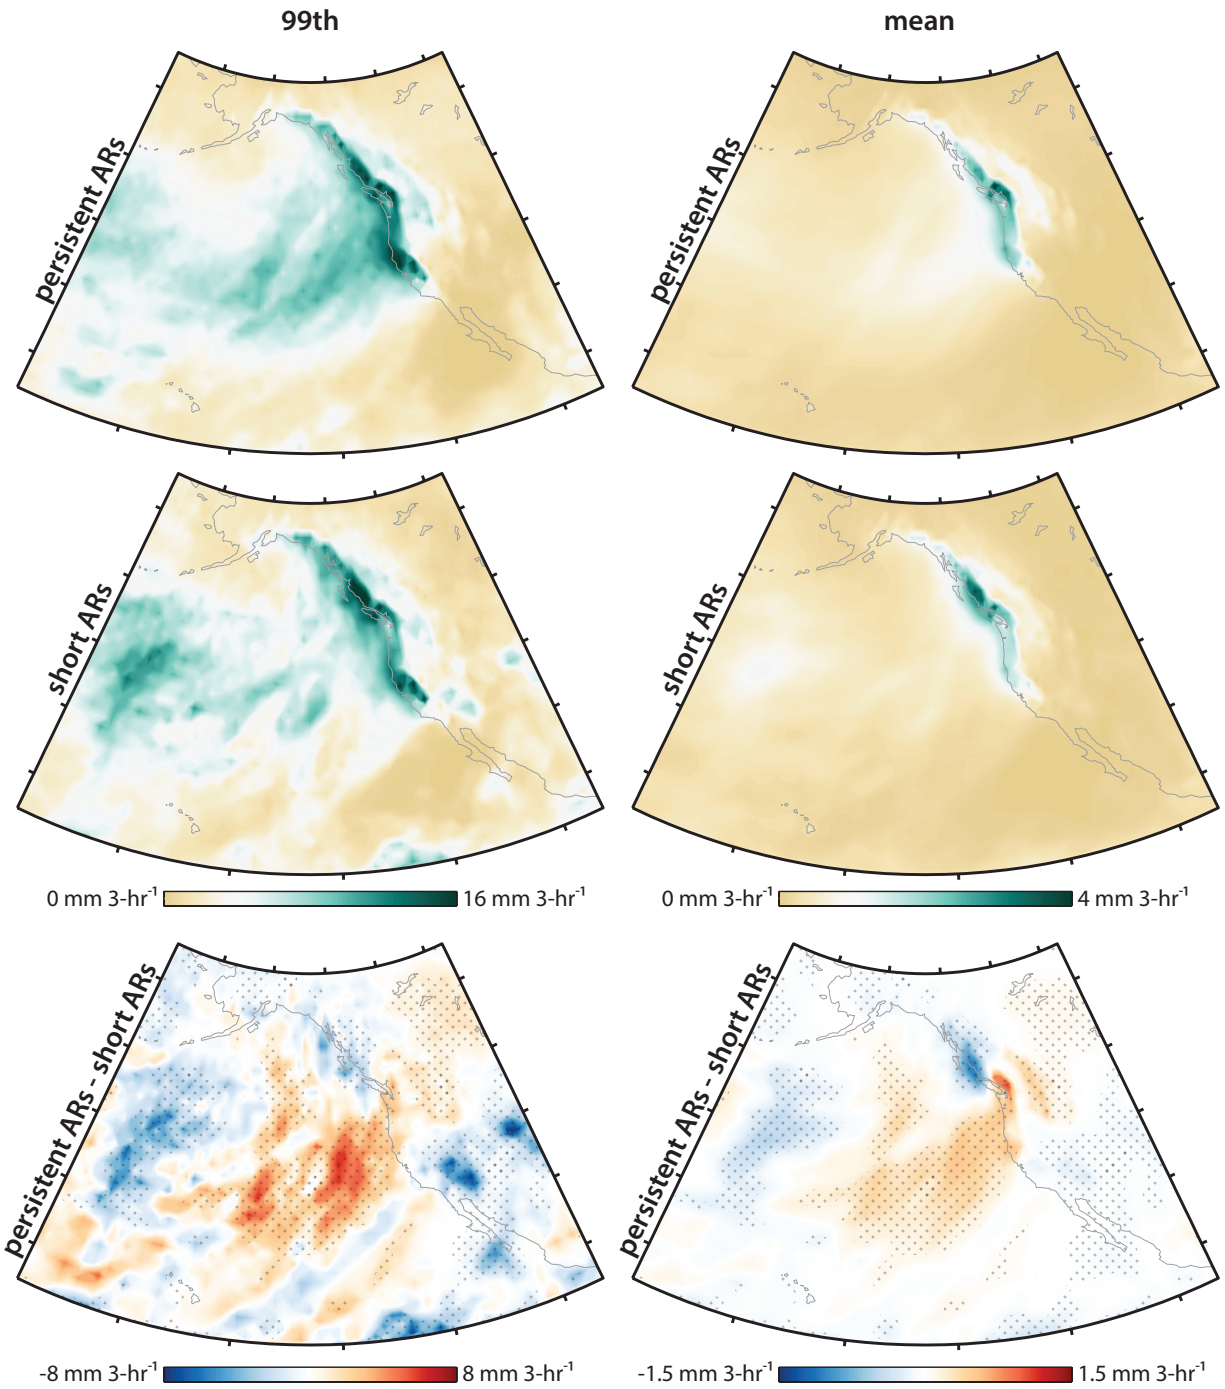 99th
mean
persistent ARs
persistent ARs
short ARs
short ARs
0 mm 3-hr⁻¹
16 mm 3-hr⁻¹
0 mm 3-hr⁻¹
4 mm 3-hr⁻¹
persistent ARs - short ARs
persistent ARs - short ARs
-8 mm 3-hr⁻¹
8 mm 3-hr⁻¹
-1.5 mm 3-hr⁻¹
1.5 mm 3-hr⁻¹